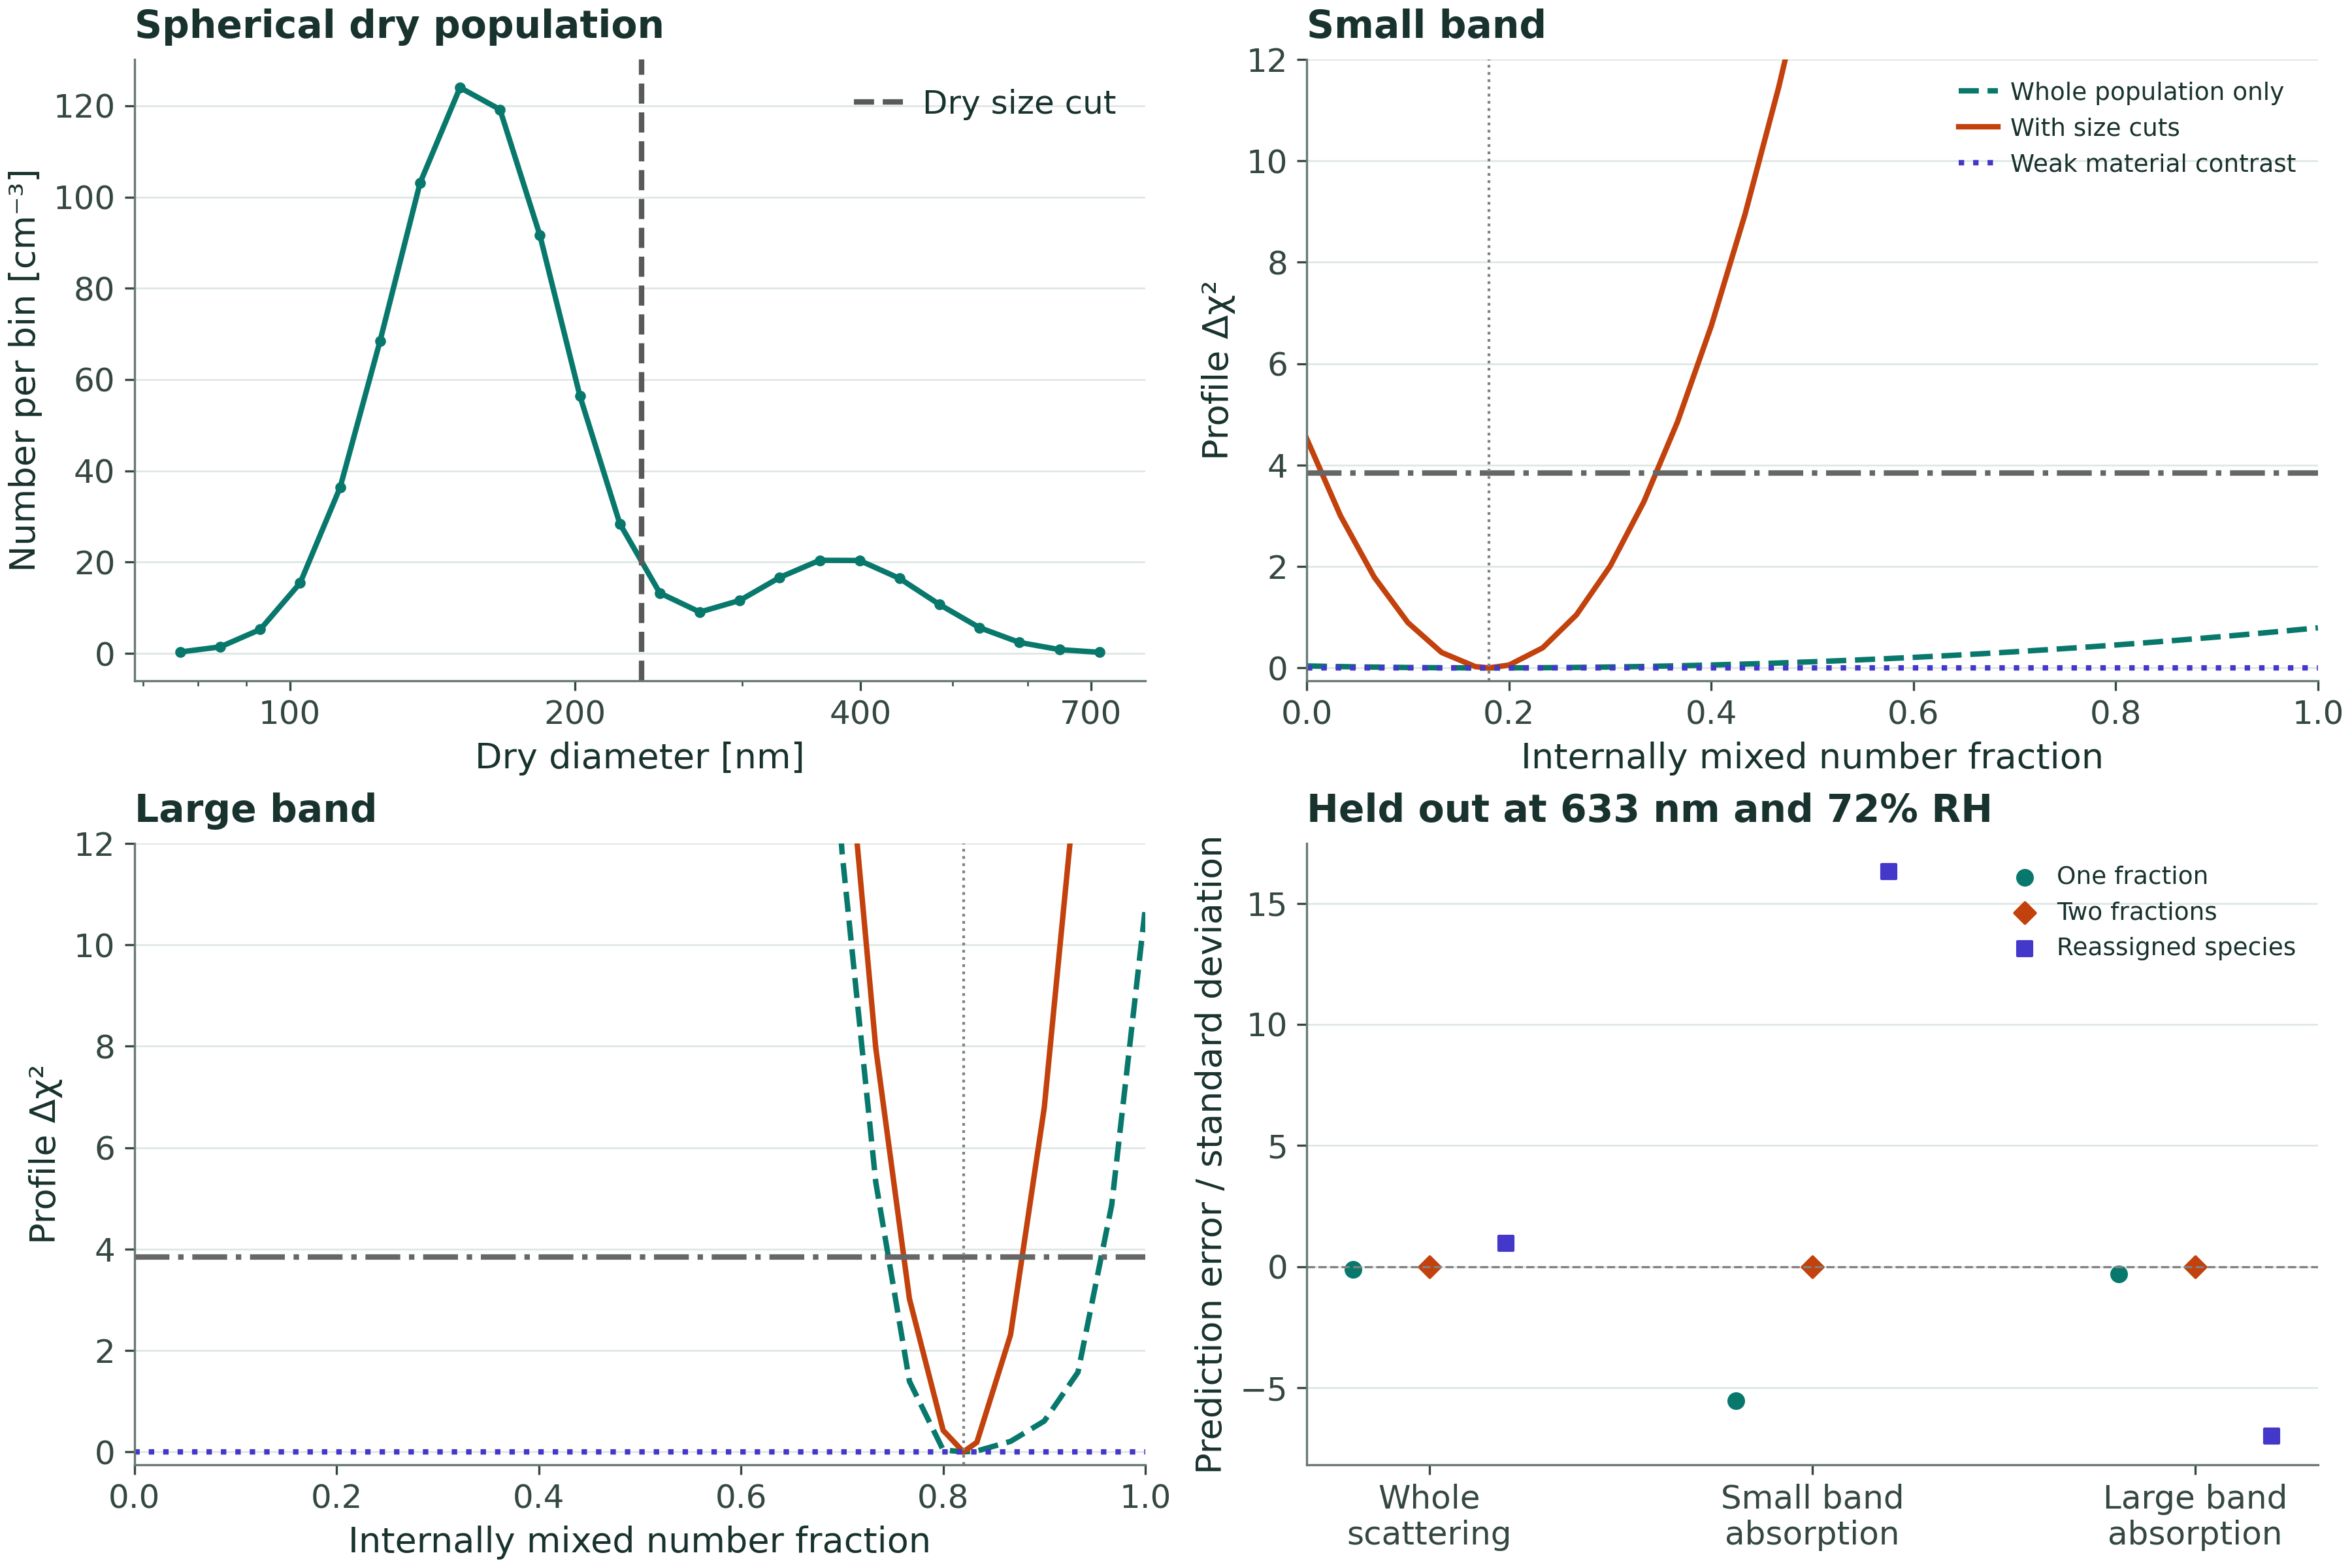 Spherical dry population
Number per bin [cm⁻³]
120
100
80
60
40
20
0
Dry size cut
100
200
400
700
Dry diameter [nm]
Small band
Profile Δχ²
12
10
8
6
4
2
0
Whole population only
With size cuts
Weak material contrast
0.0
0.2
0.4
0.6
0.8
1.0
Internally mixed number fraction
Large band
Profile Δχ²
12
10
8
6
4
2
0
0.0
0.2
0.4
0.6
0.8
1.0
Internally mixed number fraction
Held out at 633 nm and 72% RH
Prediction error / standard deviation
15
10
5
0
−5
One fraction
Two fractions
Reassigned species
Whole
scattering
Small band
absorption
Large band
absorption